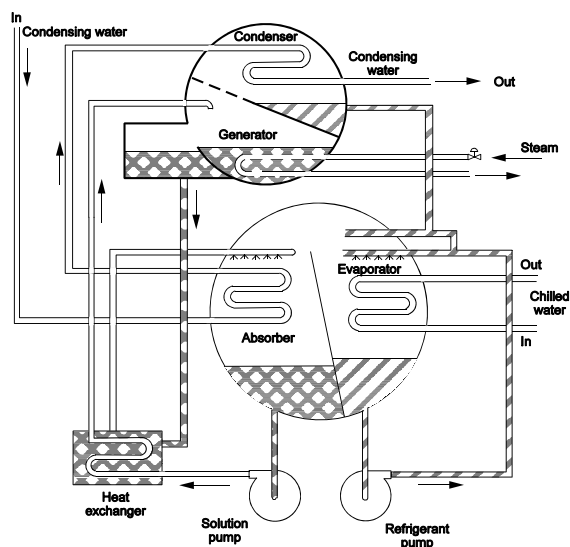 In
Condensing water
Condenser
Condensing
water
Out
Generator
Steam
Evaporator
Out
Chilled
water
In
Absorber
Heat
exchanger
Solution
pump
Refrigerant
pump